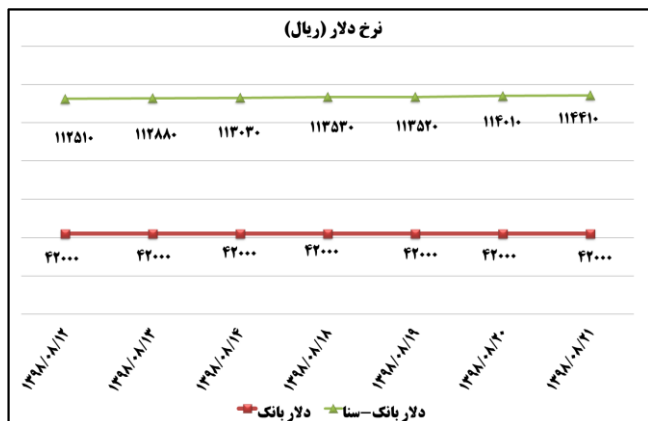 نرخ دلار (ریال)
۱۱۲۵۱۰ ۱۱۲۸۸۰ ۱۱۳۰۳۰ ۱۱۳۵۳۰ ۱۱۳۵۲۰ ۱۱۴۰۱۰ ۱۱۴۴۱۰
۴۲۰۰۰ ۴۲۰۰۰ ۴۲۰۰۰ ۴۲۰۰۰ ۴۲۰۰۰ ۴۲۰۰۰ ۴۲۰۰۰
۱۳۹۸/۰۸/۱۲ ۱۳۹۸/۰۸/۱۳ ۱۳۹۸/۰۸/۱۴ ۱۳۹۸/۰۸/۱۸ ۱۳۹۸/۰۸/۱۹ ۱۳۹۸/۰۸/۲۰ ۱۳۹۸/۰۸/۲۱
دلار بانک-سنا دلار بانک